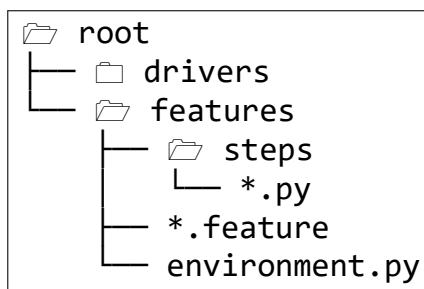 root
drivers
features
steps
*.py
*.feature
environment.py